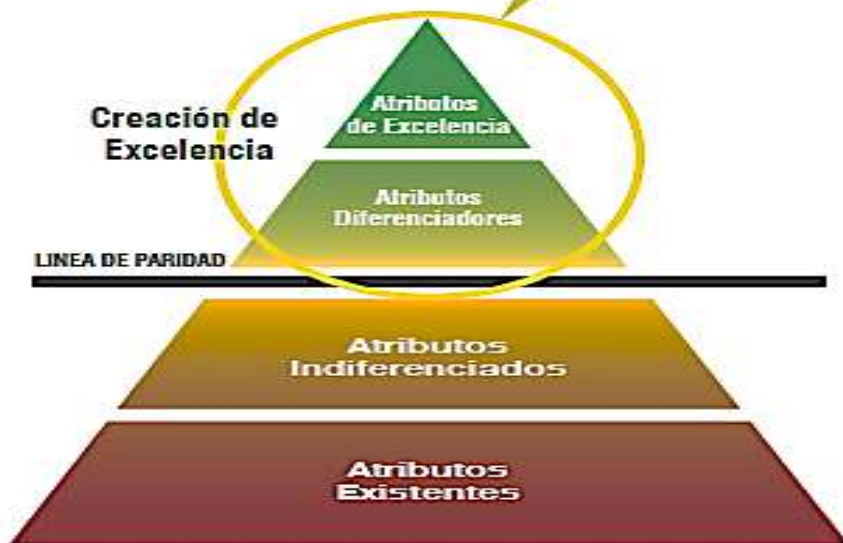 Atributos
de Excelencia
Creación de
Excelencia
Atributos
Diferenciadores
LINEA DE PARIDAD
Atributos
Indiferenciados
Atributos
Existentes